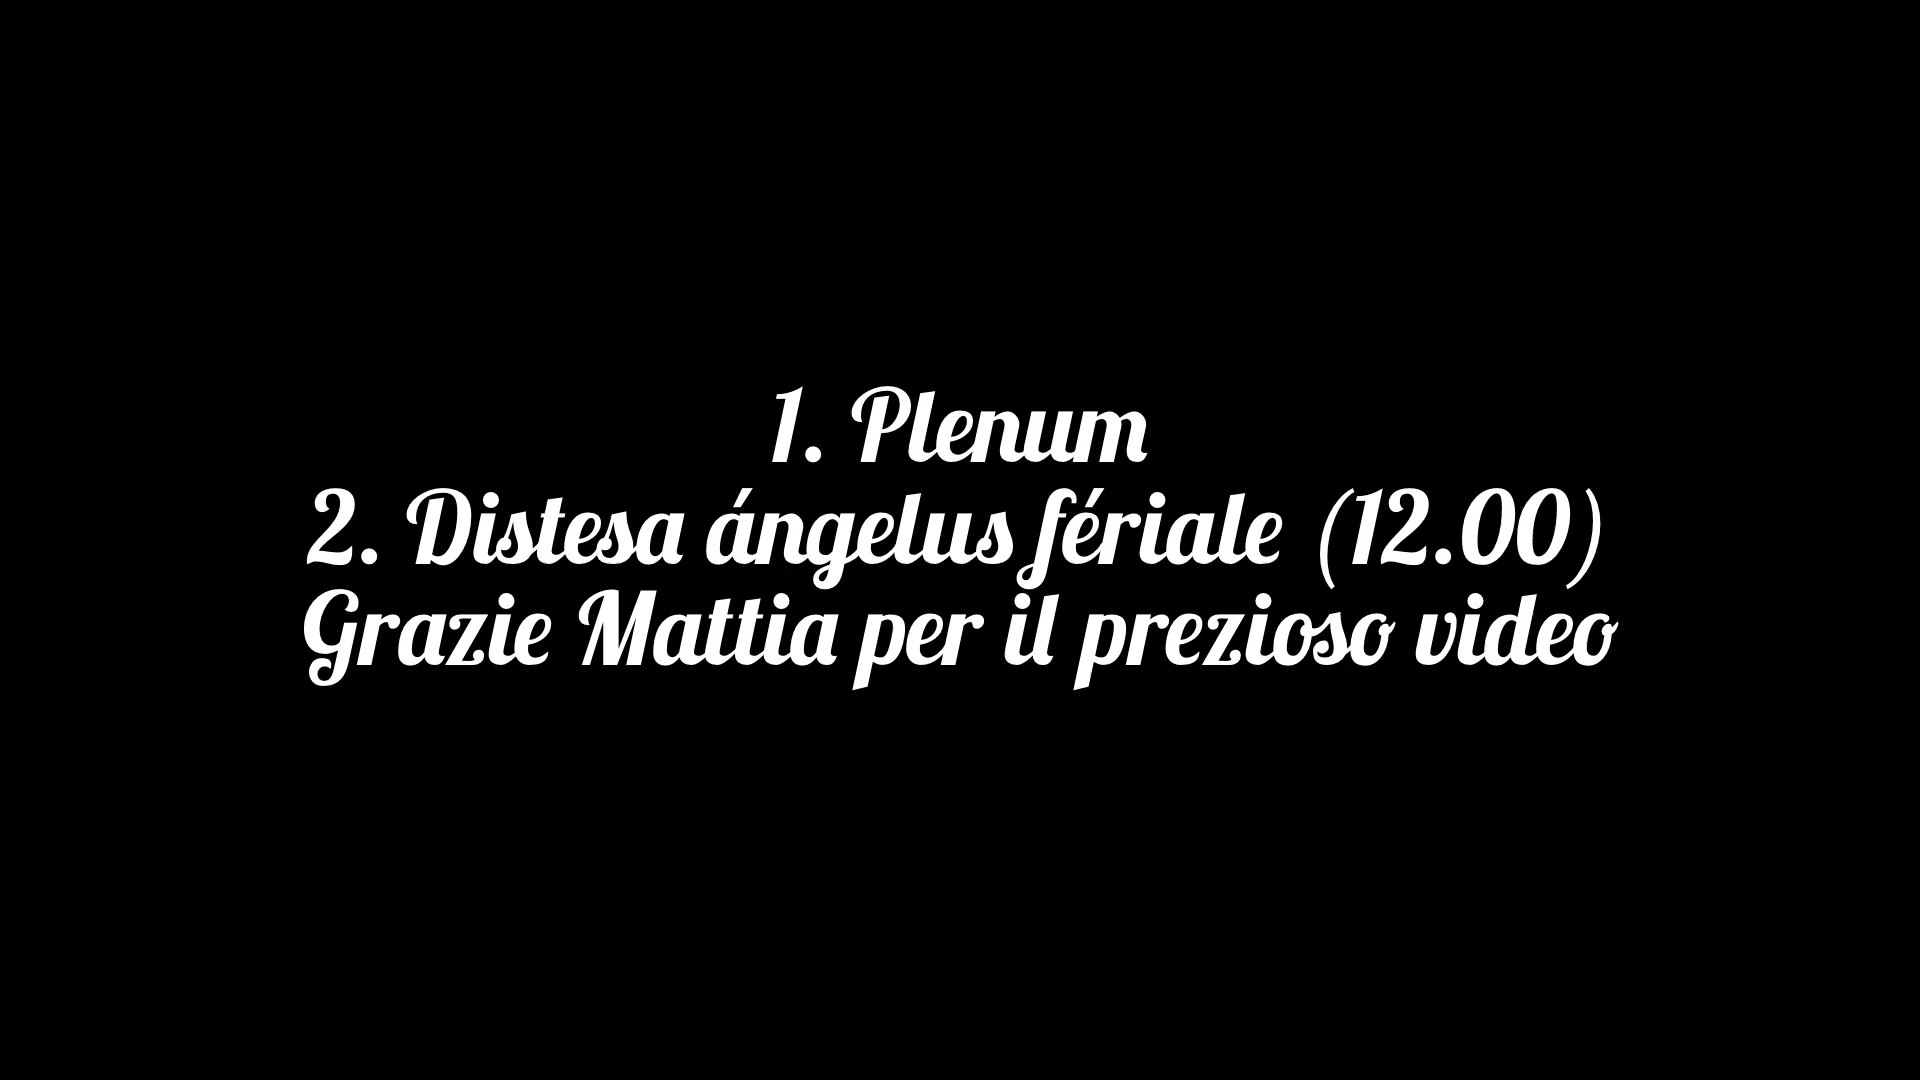 1. Plenum
2. Distesa ángelus fériale (12.00)
Grazie Mattia per il prezioso video